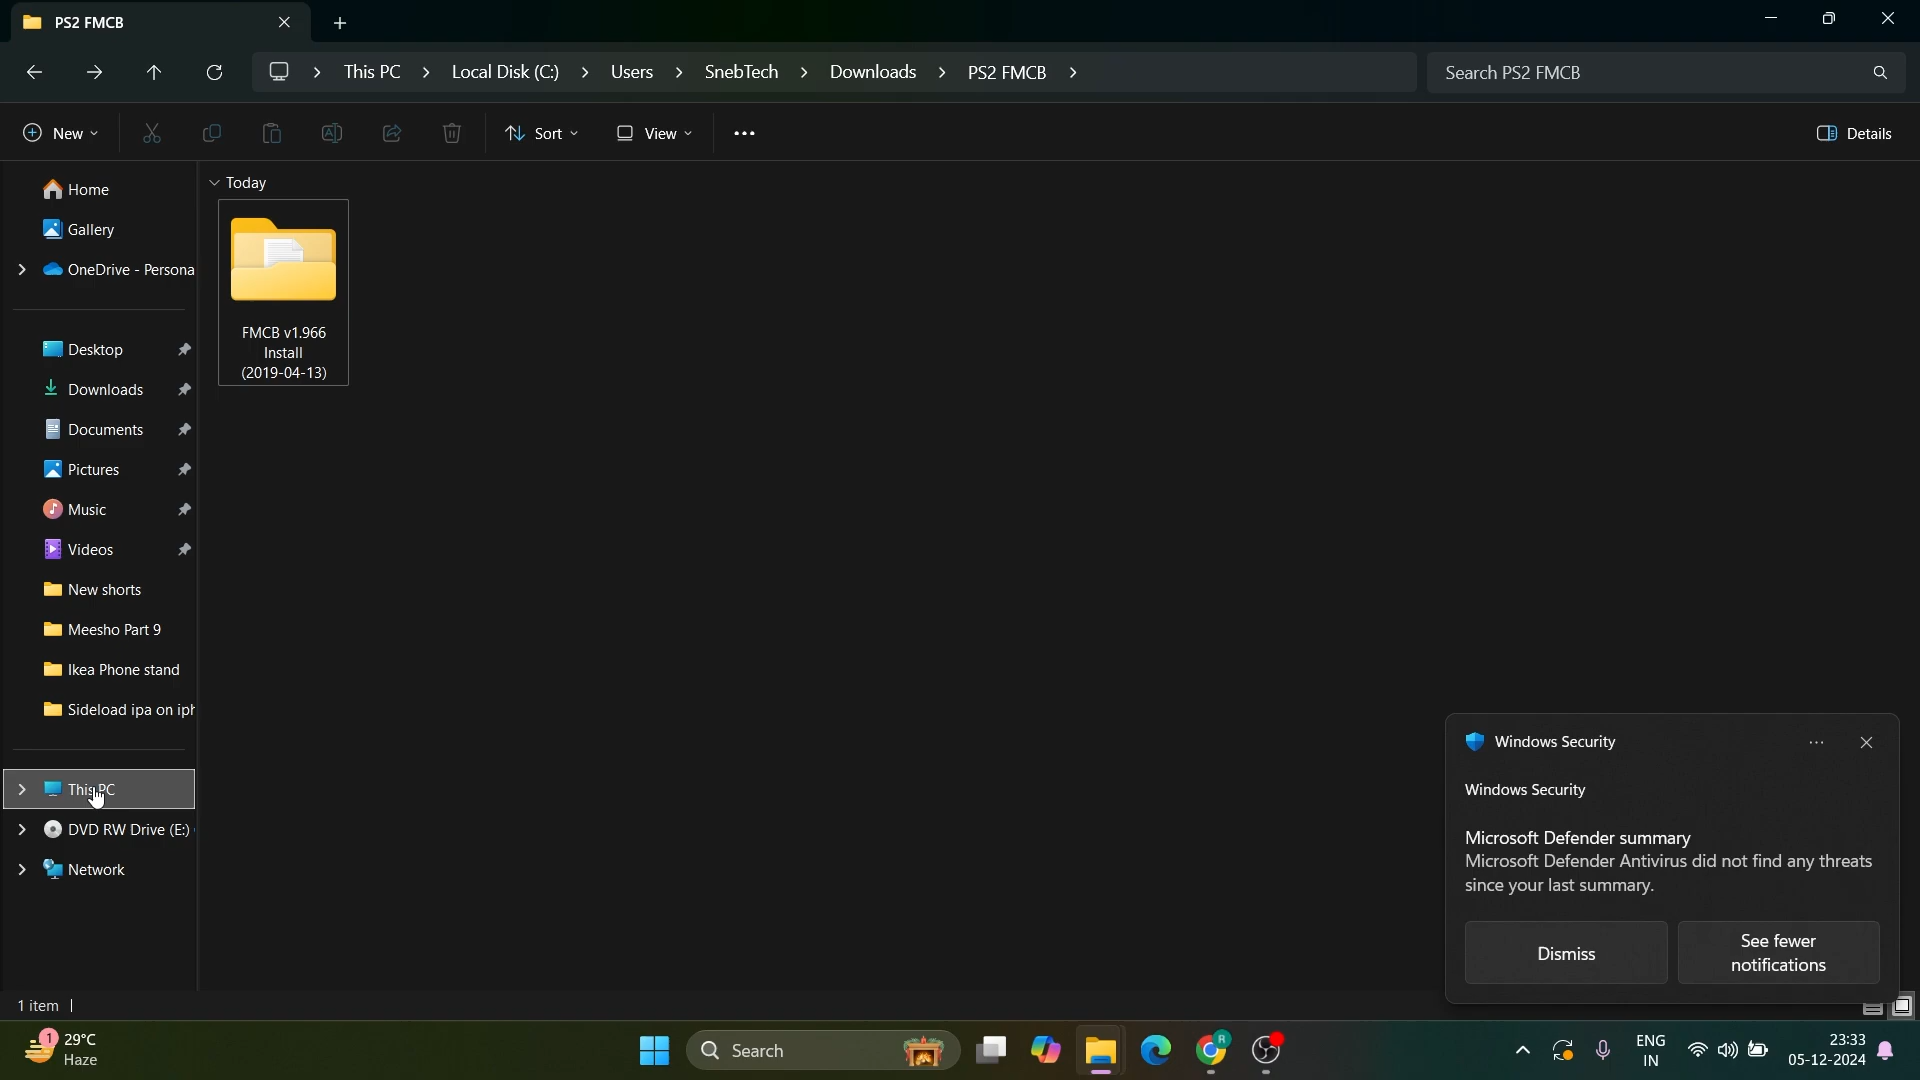 PS2 FMCB
This PC > Local Disk (C:) > Users > SnebTech > Downloads > PS2 FMCB >
Search PS2 FMCB
New
Sort
View
Details
Home
Gallery
OneDrive - Persona
Desktop
Downloads
Documents
Pictures
Music
Videos
New shorts
Meesho Part 9
Ikea Phone stand
Sideload ipa on iph
This PC
DVD RW Drive (E:)
Network
Today
FMCB v1.966
Install
(2019-04-13)
Windows Security
Windows Security
Microsoft Defender summary
Microsoft Defender Antivirus did not find any threats
since your last summary.
Dismiss
See fewer
notifications
1 item
1
29°C
Haze
Search
R
ENG
IN
23:33
05-12-2024